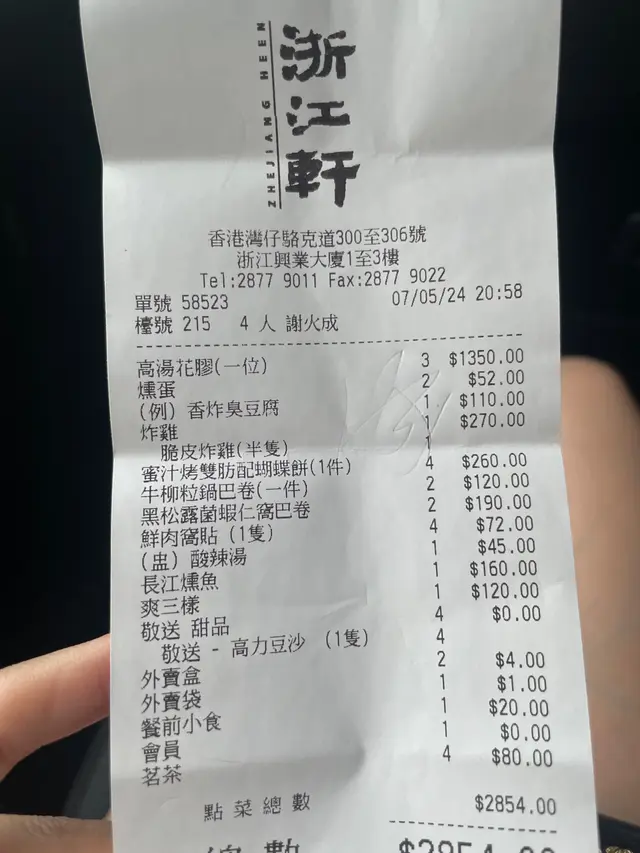 浙江軒
ZHEJIANG HEEN
香港灣仔駱克道300至306號
浙江興業大廈1至3樓
Tel:2877 9011 Fax:2877 9022
單號 58523 07/05/24 20:58
檯號 215 4 人 謝火成
高湯花膠(一位) 3 $1350.00
燻蛋 2 $52.00
(例) 香炸臭豆腐 1 $110.00
炸雞 1 $270.00
脆皮炸雞(半隻) 1
蜜汁烤雙肪配蝴蝶餅(1件) 4 $260.00
牛柳粒鍋巴卷(一件) 2 $120.00
黑松露菌蝦仁窩巴卷 2 $190.00
鮮肉窩貼 (1隻) 4 $72.00
(盅) 酸辣湯 1 $45.00
長江燻魚 1 $160.00
爽三樣 1 $120.00
敬送 甜品 4 $0.00
敬送 - 高力豆沙 (1隻) 4
外賣盒 2 $4.00
外賣袋 1 $1.00
餐前小食 1 $20.00
會員 1 $0.00
茗茶 4 $80.00
點菜總數 $2854.00